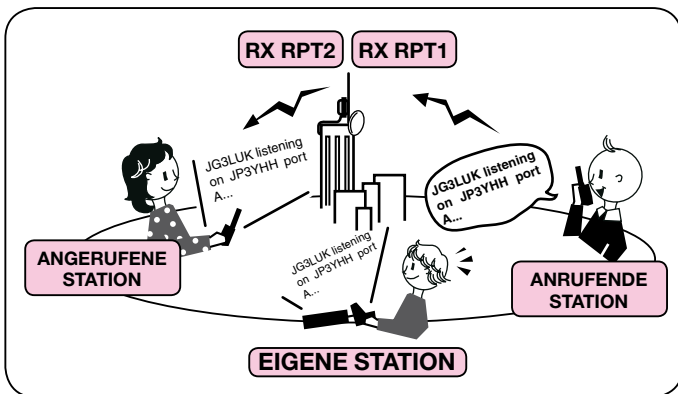 RX RPT2
RX RPT1
JG3LUK listening
on JP3YHH port
A...
JG3LUK listening
on JP3YHH port
A...
ANGERUFENE
STATION
JG3LUK listening
on JP3YHH port
A...
ANRUFENDE
STATION
EIGENE STATION